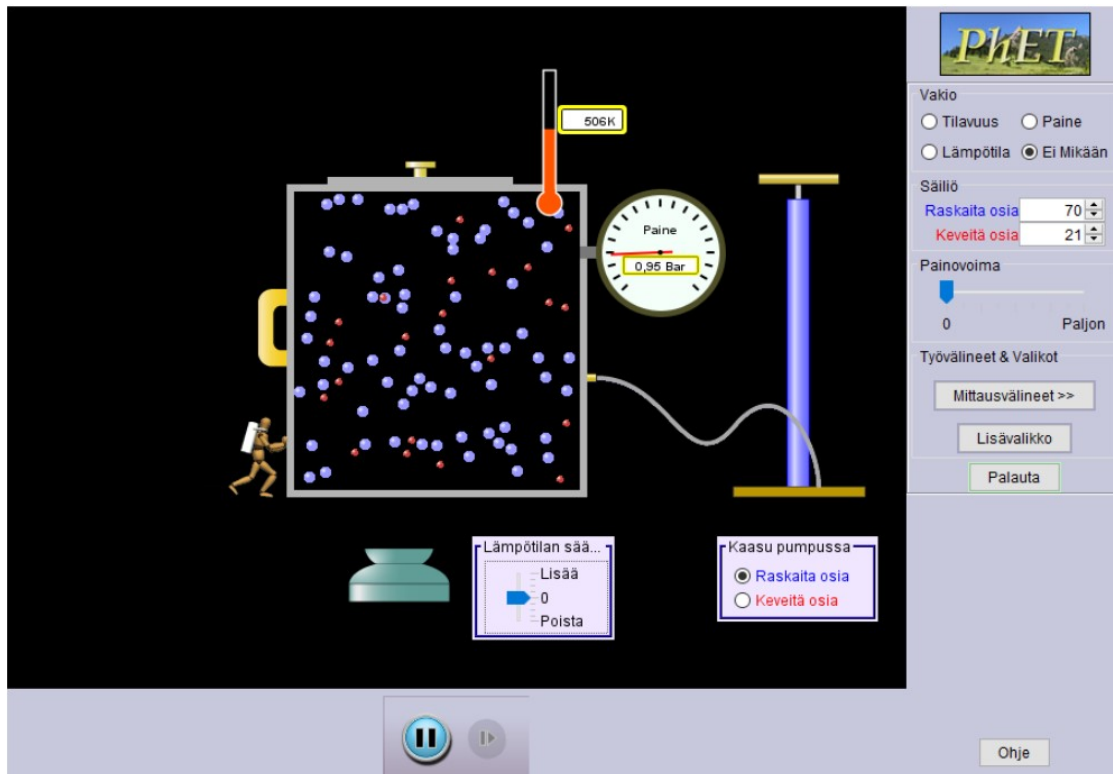 PhET
Vakio
Tilavuus Paine
Lämpötila Ei Mikään
Säiliö
Raskaita osia 70
Keveitä osia 21
Painovoima
0 Paljon
Työvälineet & Valikot
Mittausvälineet >>
Lisävalikko
Palauta
506K
Paine
0,95 Bar
Lämpötilan sää...
Lisää
0
Poista
Kaasu pumpussa
Raskaita osia
Keveitä osia
Ohje